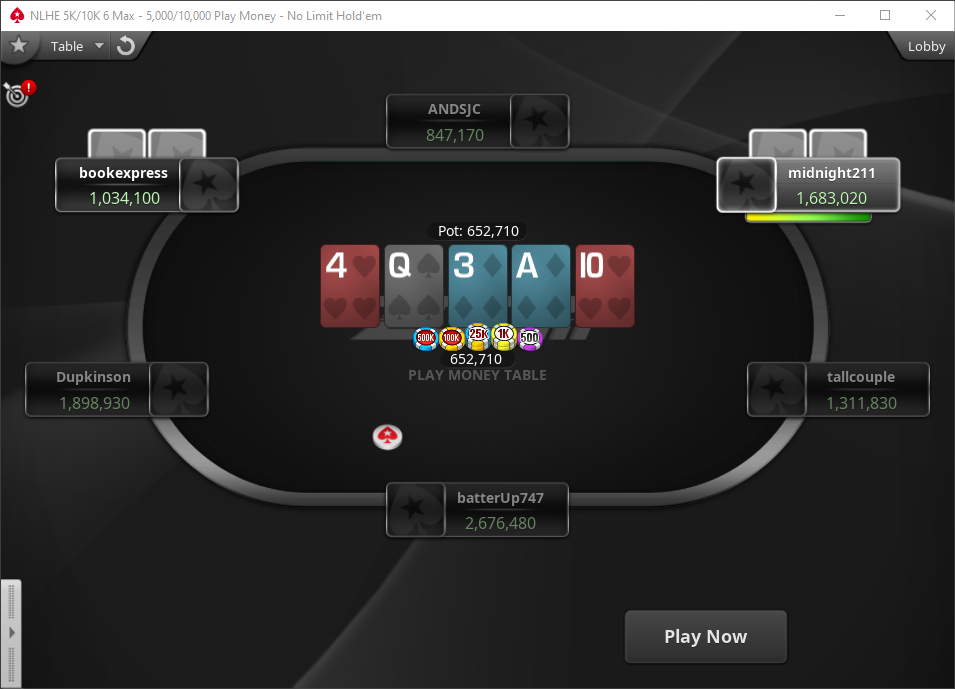 NLHE 5K/10K 6 Max - 5,000/10,000 Play Money - No Limit Hold'em
Table
Lobby
!
ANDSJC
847,170
bookexpress
1,034,100
midnight211
1,683,020
Pot: 652,710
4 Q 3 A 10
500K 100K 25K 1K 500
652,710
PLAY MONEY TABLE
Dupkinson
1,898,930
tallcouple
1,311,830
batterUp747
2,676,480
Play Now